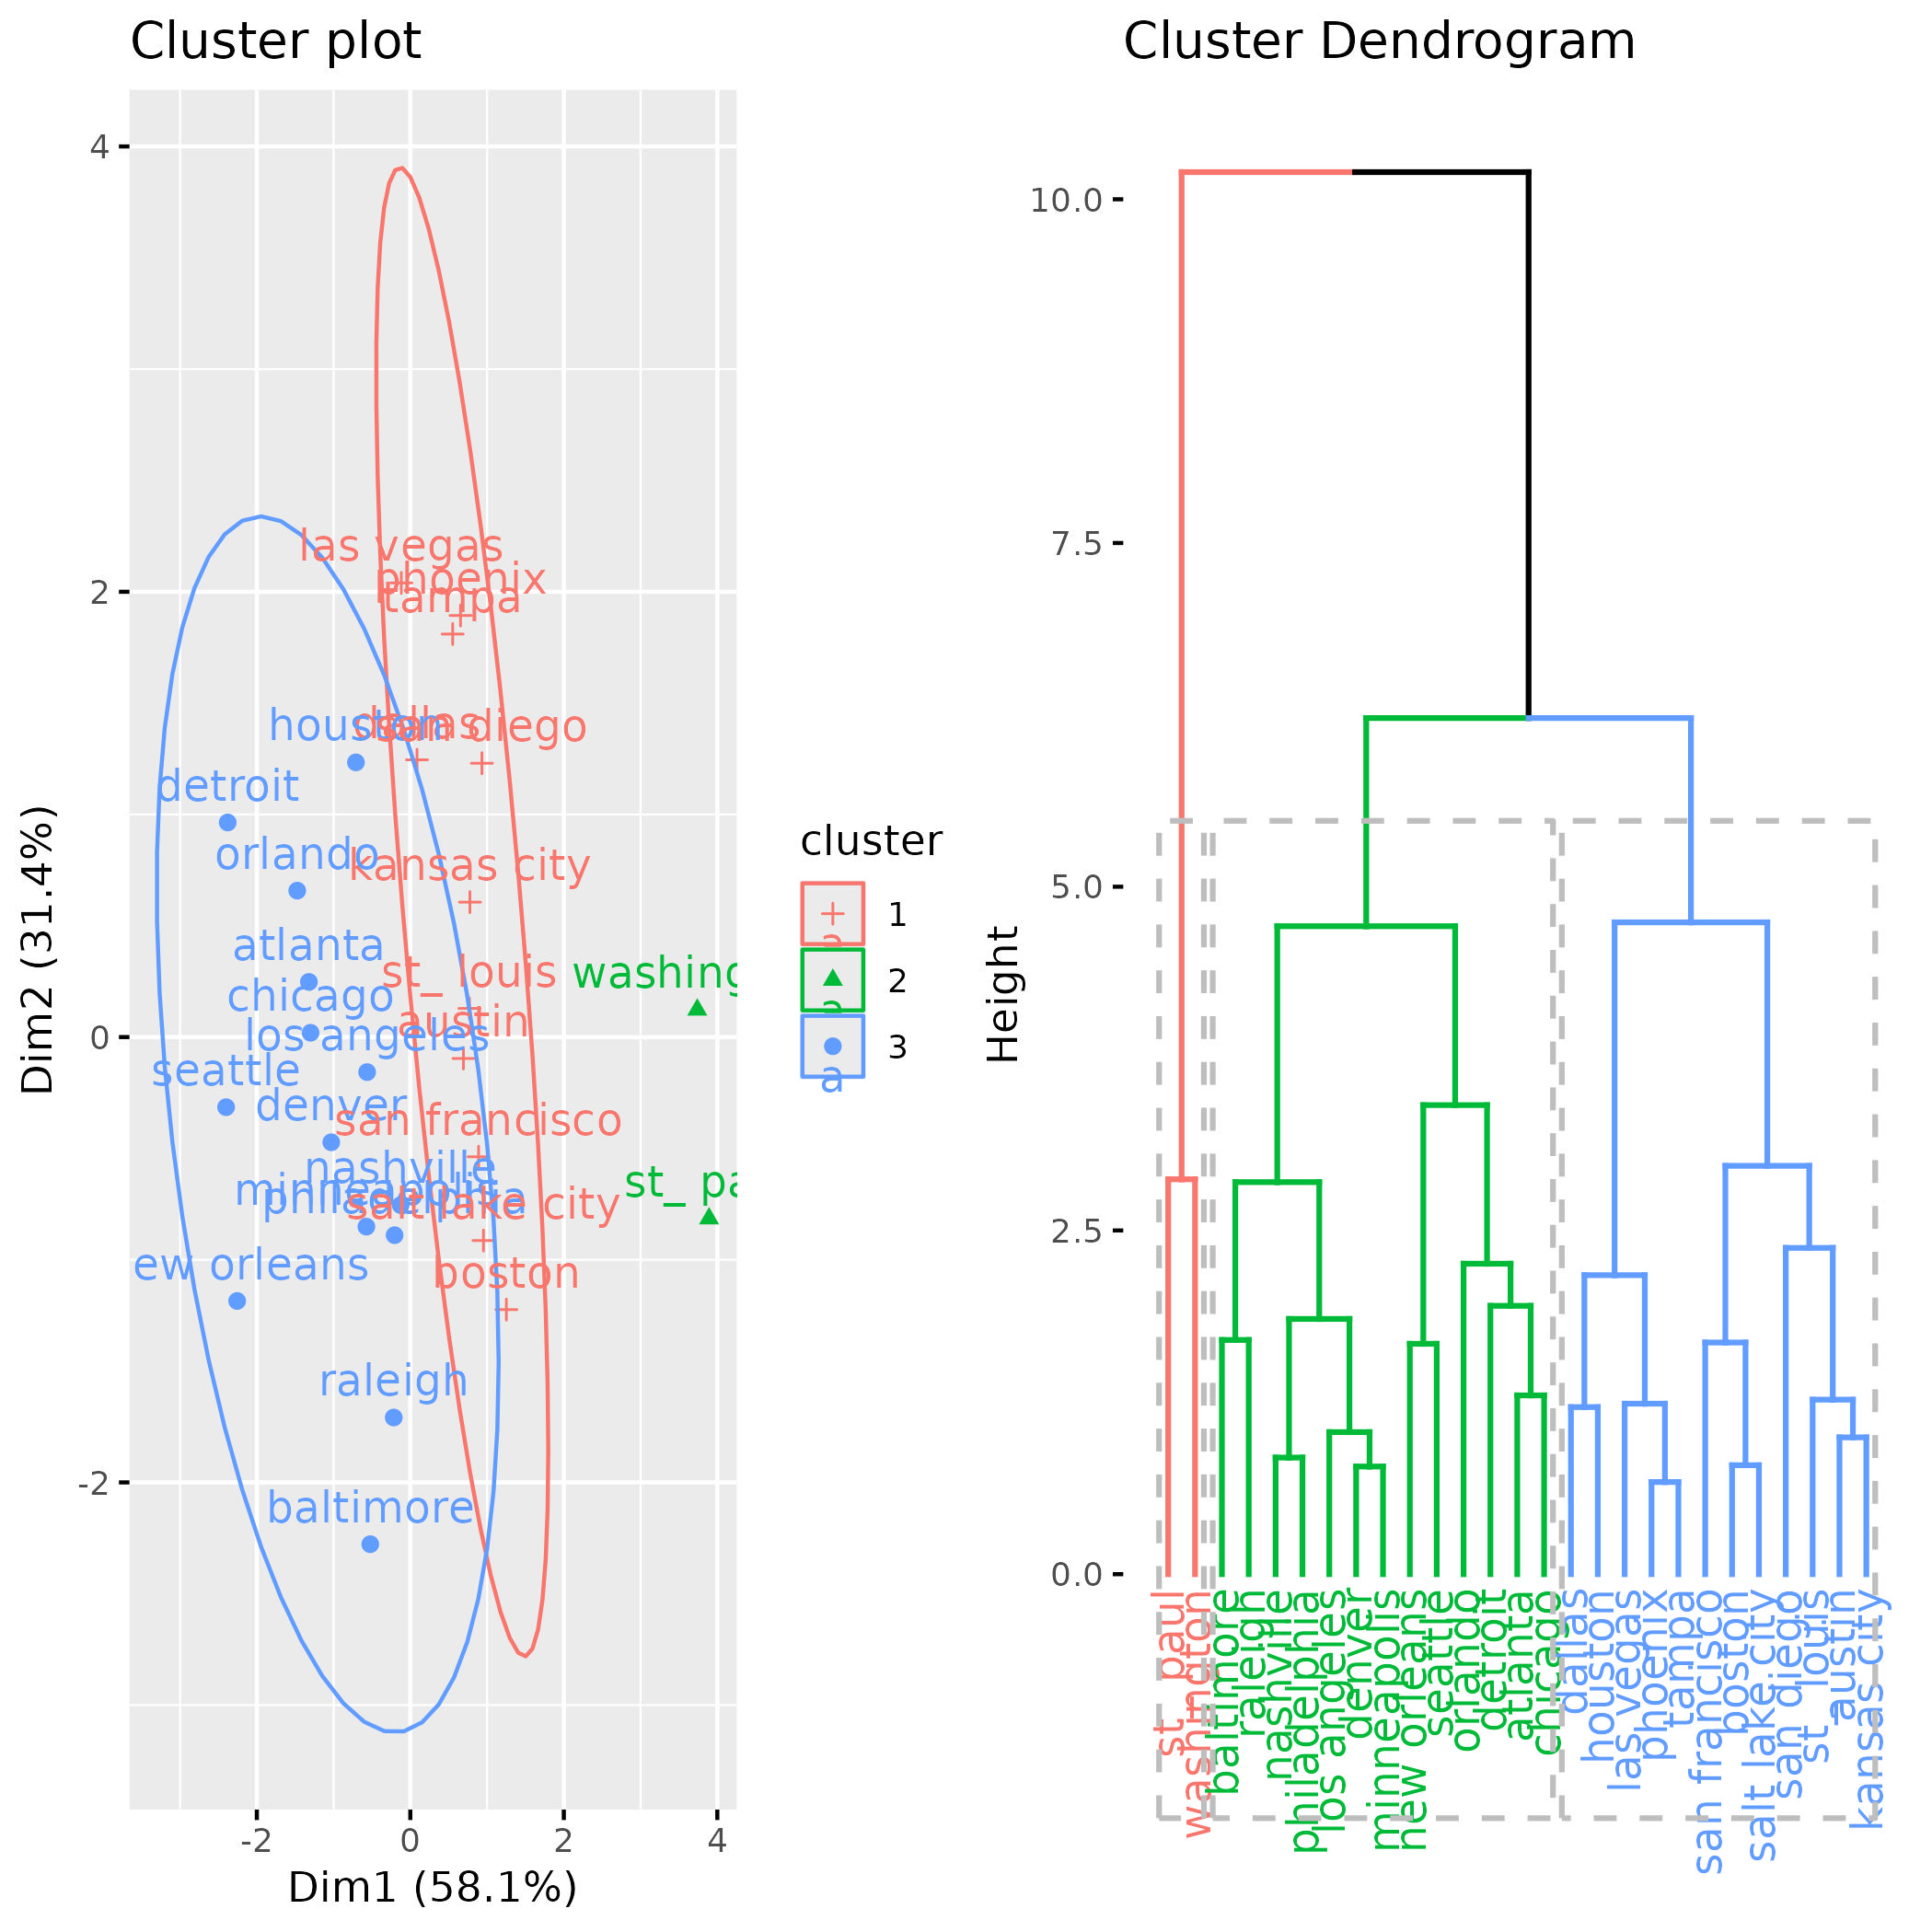 Cluster plot
4
2
0
-2
Dim2 (31.4%)
las vegas
phoenix
tampa
houston
dallas
san diego
detroit
orlando
kansas city
atlanta
st_ louis
washing
chicago
austin
los angeles
seattle
denver
san francisco
nashville
minneapolis
philadelphia
salt lake city
st_ pa
ew orleans
boston
raleigh
baltimore
-2
0
2
4
Dim1 (58.1%)
cluster
a
1
a
2
a
3
Cluster Dendrogram
10.0
7.5
5.0
2.5
0.0
Height
st_ paul
washington
baltimore
raleigh
nashville
philadelphia
los angeles
denver
minneapolis
new orleans
seattle
orlando
detroit
atlanta
chicago
dallas
houston
las vegas
phoenix
tampa
san francisco
boston
salt lake city
san diego
st_ louis
austin
kansas city